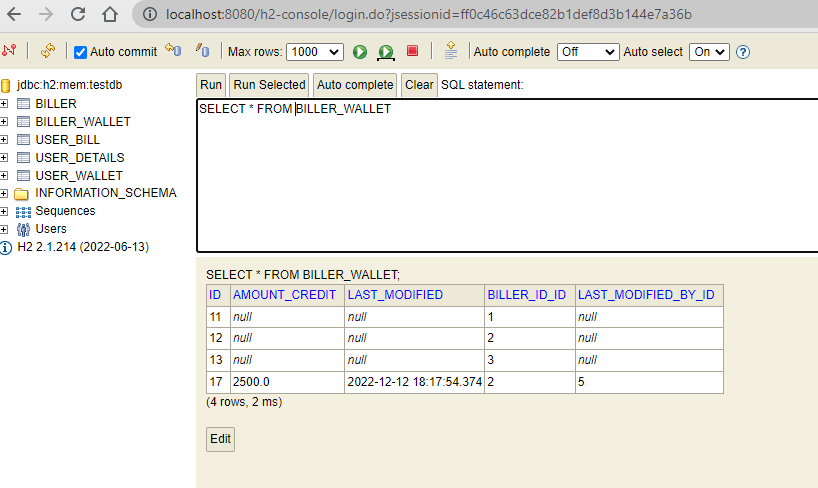 localhost:8080/h2-console/login.do?jsessionid=ff0c46c63dce82b1def8d3b144e7a36b
Auto commit Max rows: 1000 Auto complete Off Auto select On
jdbc:h2:mem:testdb
BILLER
BILLER_WALLET
USER_BILL
USER_DETAILS
USER_WALLET
INFORMATION_SCHEMA
Sequences
Users
H2 2.1.214 (2022-06-13)
Run Run Selected Auto complete Clear SQL statement:
SELECT * FROM BILLER_WALLET
SELECT * FROM BILLER_WALLET;
ID AMOUNT_CREDIT LAST_MODIFIED BILLER_ID_ID LAST_MODIFIED_BY_ID
11 null null 1 null
12 null null 2 null
13 null null 3 null
17 2500.0 2022-12-12 18:17:54.374 2 5
(4 rows, 2 ms)
Edit